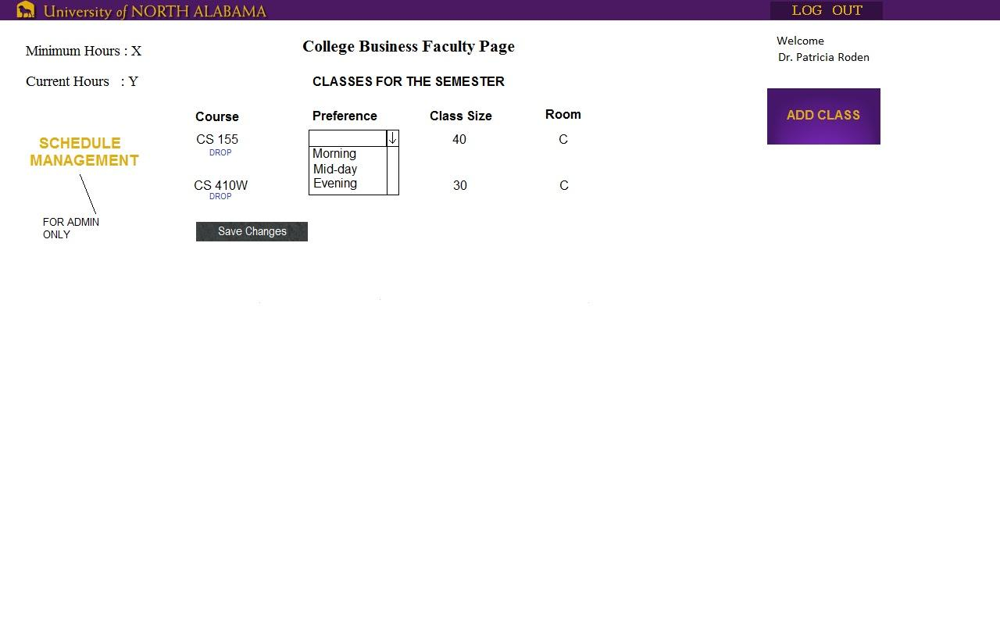 University of NORTH ALABAMA
LOG OUT
Minimum Hours : X
College Business Faculty Page
Welcome
Dr. Patricia Roden
Current Hours : Y
CLASSES FOR THE SEMESTER
ADD CLASS
Course Preference Class Size Room
SCHEDULE
MANAGEMENT
FOR ADMIN
ONLY
CS 155 40 C
DROP
Morning
Mid-day
Evening
CS 410W 30 C
DROP
Save Changes